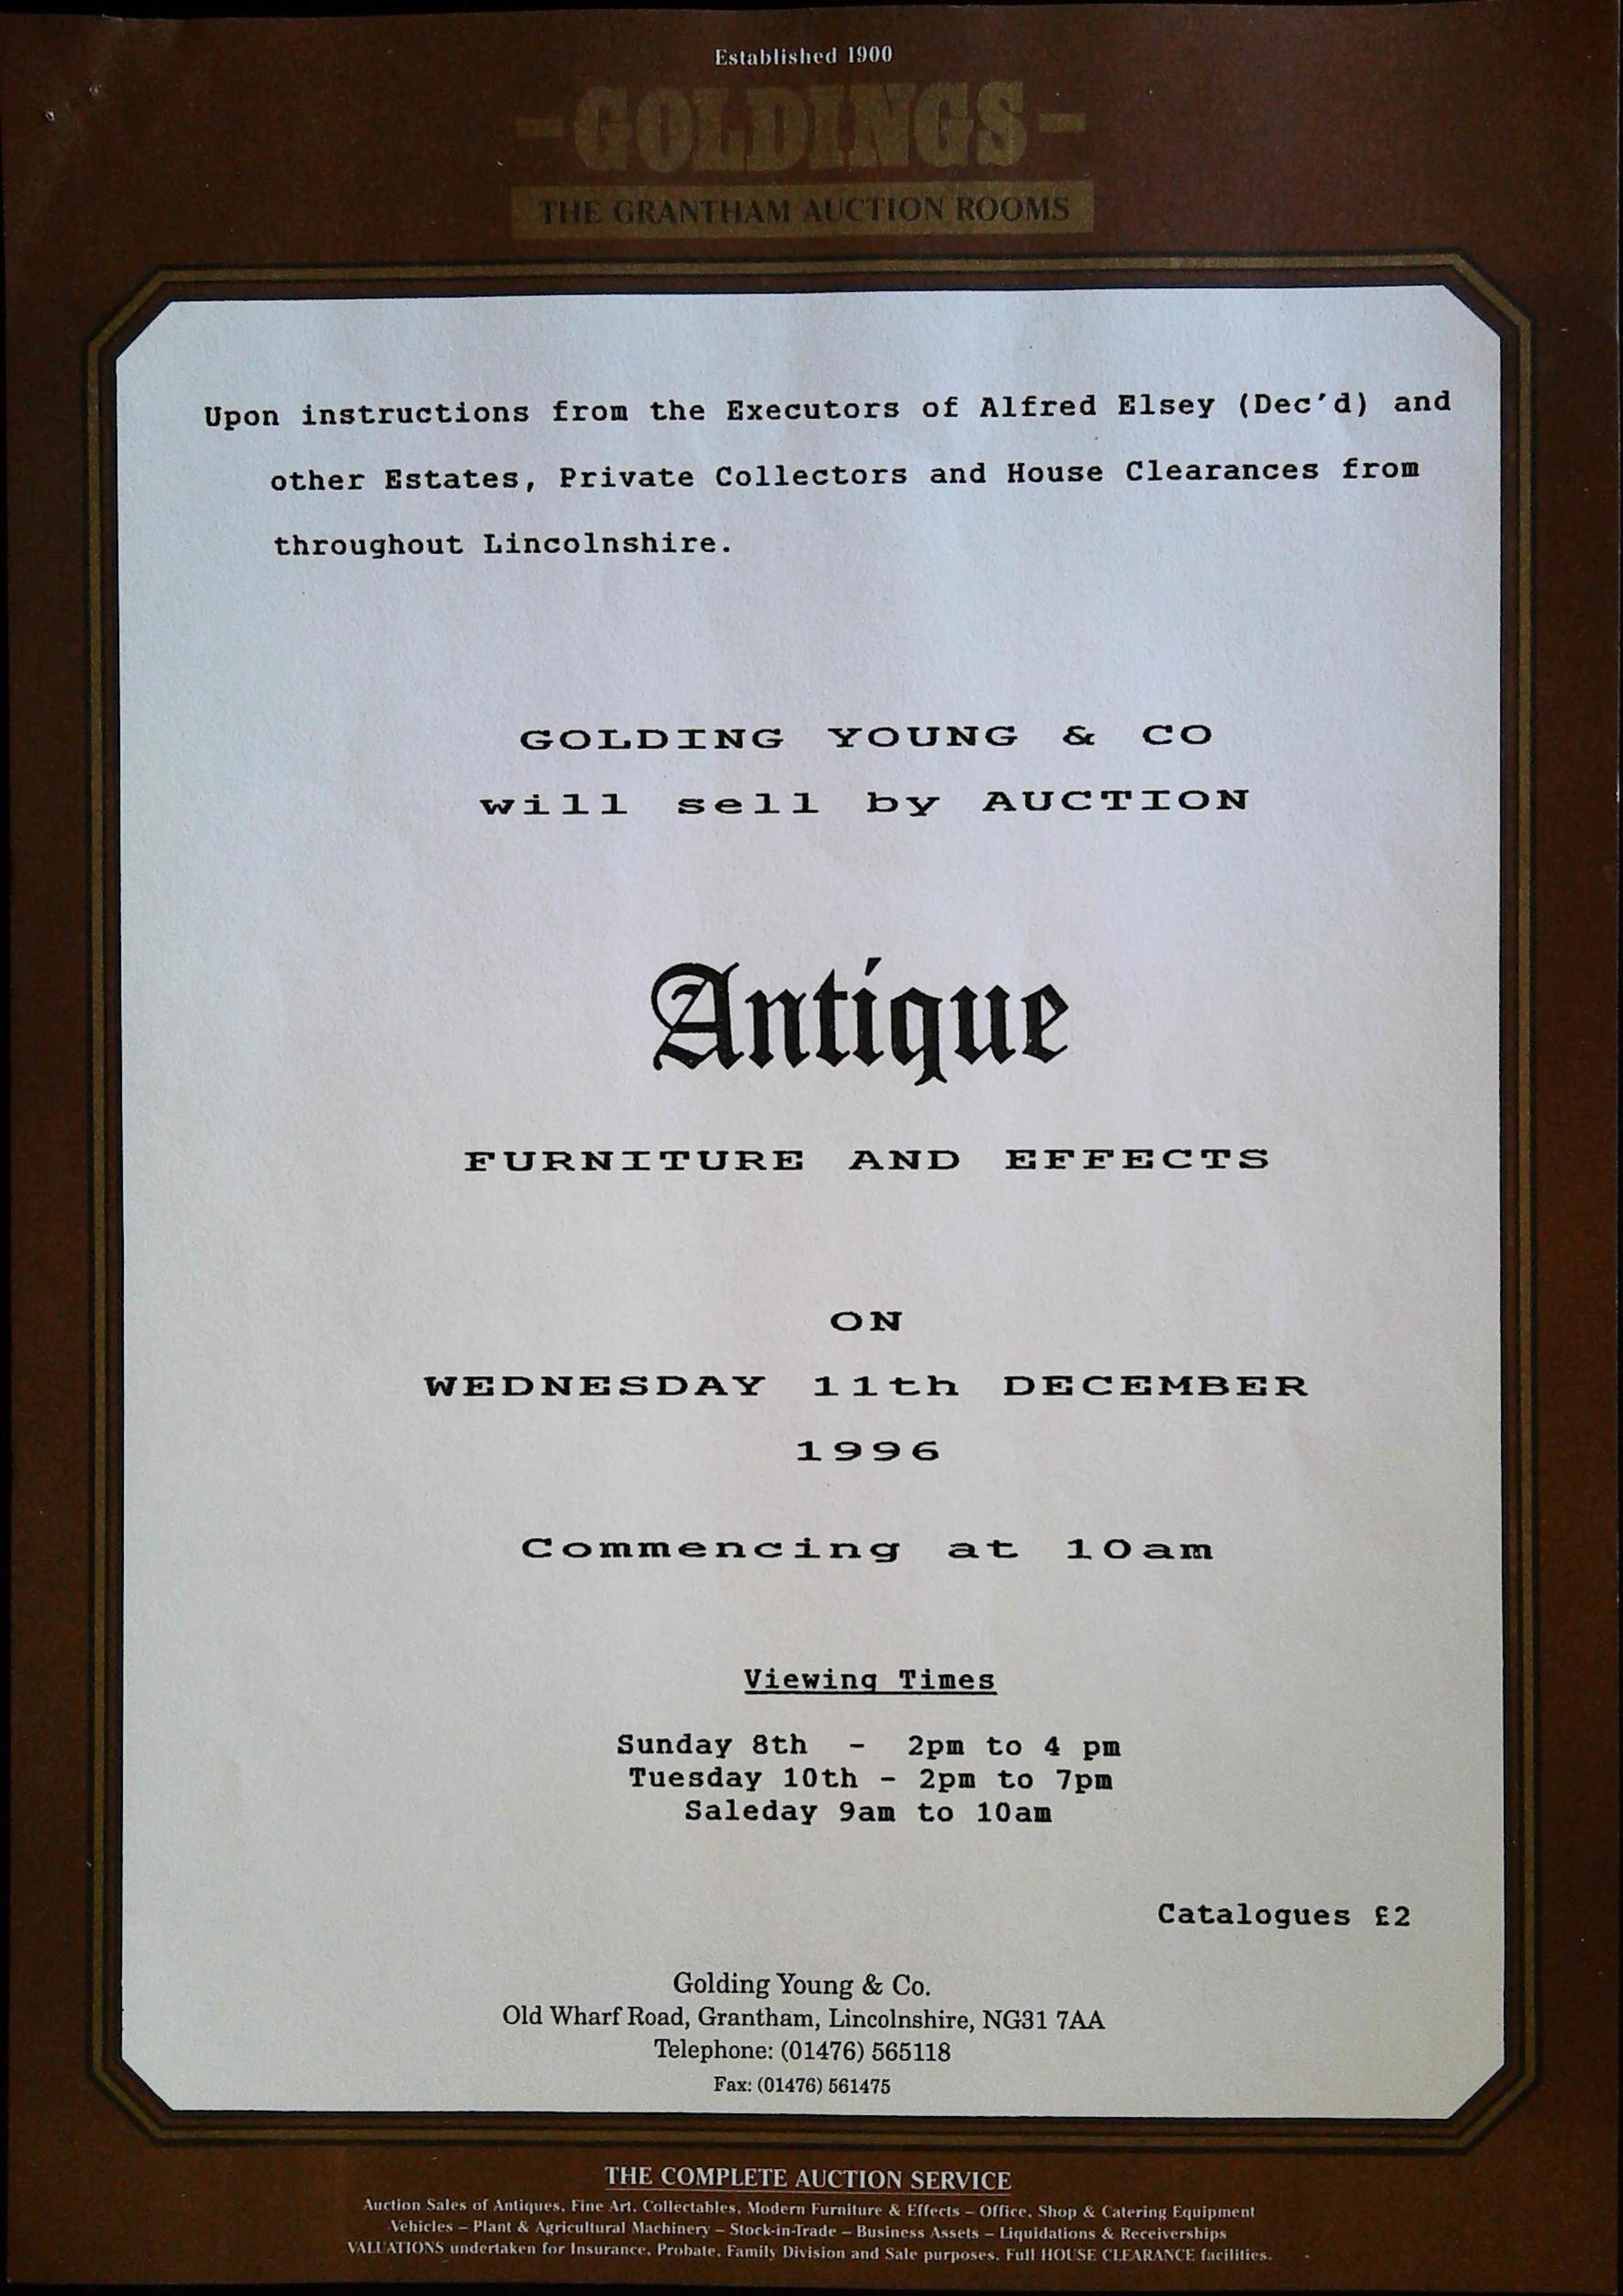 Established 1900
-GOLDINGS-
THE GRANTHAM AUCTION ROOMS
Upon instructions from the Executors of Alfred Elsey (Dec'd) and
other Estates, Private Collectors and House Clearances from
throughout Lincolnshire.
GOLDING YOUNG & CO
will sell by AUCTION
Antique
FURNITURE AND EFFECTS
ON
WEDNESDAY 11th DECEMBER
1996
Commencing at 10am
Viewing Times
Sunday 8th - 2pm to 4 pm
Tuesday 10th - 2pm to 7pm
Saleday 9am to 10am
Catalogues £2
Golding Young & Co.
Old Wharf Road, Grantham, Lincolnshire, NG31 7AA
Telephone: (01476) 565118
Fax: (01476) 561475
THE COMPLETE AUCTION SERVICE
Auction Sales of Antiques, Fine Art, Collectables, Modern Furniture & Effects – Office, Shop & Catering Equipment
Vehicles – Plant & Agricultural Machinery – Stock-in-Trade – Business Assets – Liquidations & Receiverships
VALUATIONS undertaken for Insurance, Probate, Family Division and Sale purposes. Full HOUSE CLEARANCE facilities.